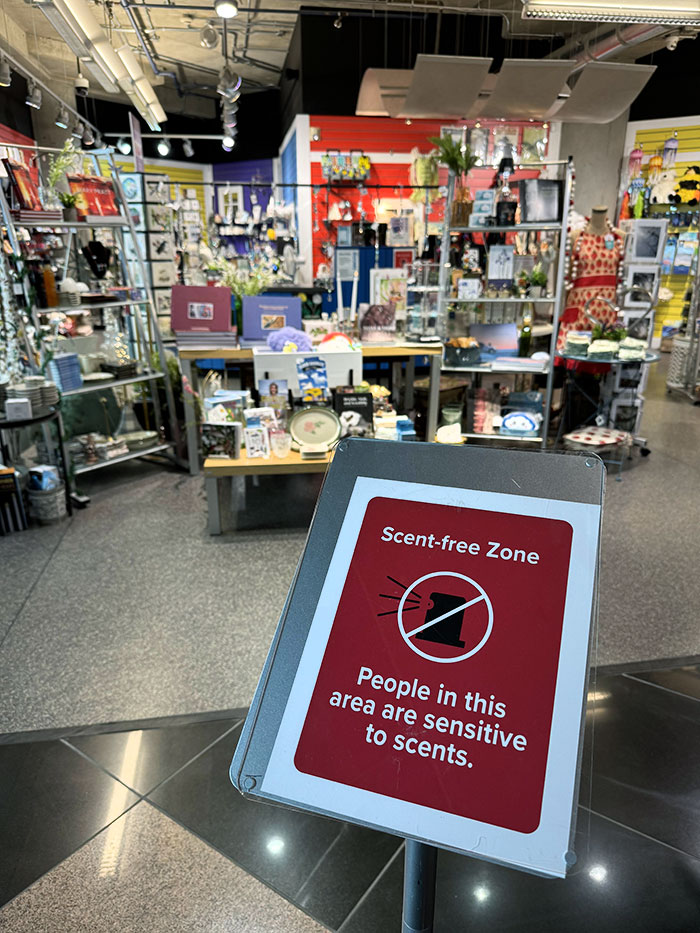 Scent-free Zone
People in this
area are sensitive
to scents.